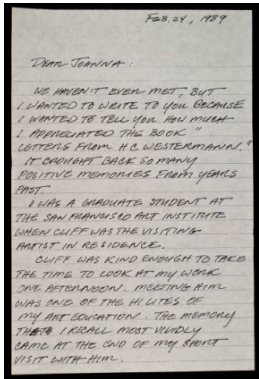 FEB. 24, 1989
DEAR JOANNA:
WE HAVEN'T EVER MET, BUT
I WANTED TO WRITE TO YOU BECAUSE
I WANTED TO TELL YOU HOW MUCH
I APPRECIATED THE BOOK "
LETTERS FROM H C WESTERMANN."
IT BROUGHT BACK SO MANY
POSITIVE MEMORIES FROM YEARS
PAST.
I WAS A GRADUATE STUDENT AT
THE SAN FRANCISCO ART INSTITUTE
WHEN CLIFF WAS THE VISITING
ARTIST IN RESIDENCE.
CLIFF WAS KIND ENOUGH TO TAKE
THE TIME TO LOOK AT MY WORK
ONE AFTERNOON. MEETING HIM
WAS ONE OF THE HILITES OF
MY ART EDUCATION. THE MEMORY
THAT I RECALL MOST VIVIDLY
CAME AT THE END OF MY SHORT
VISIT WITH HIM.